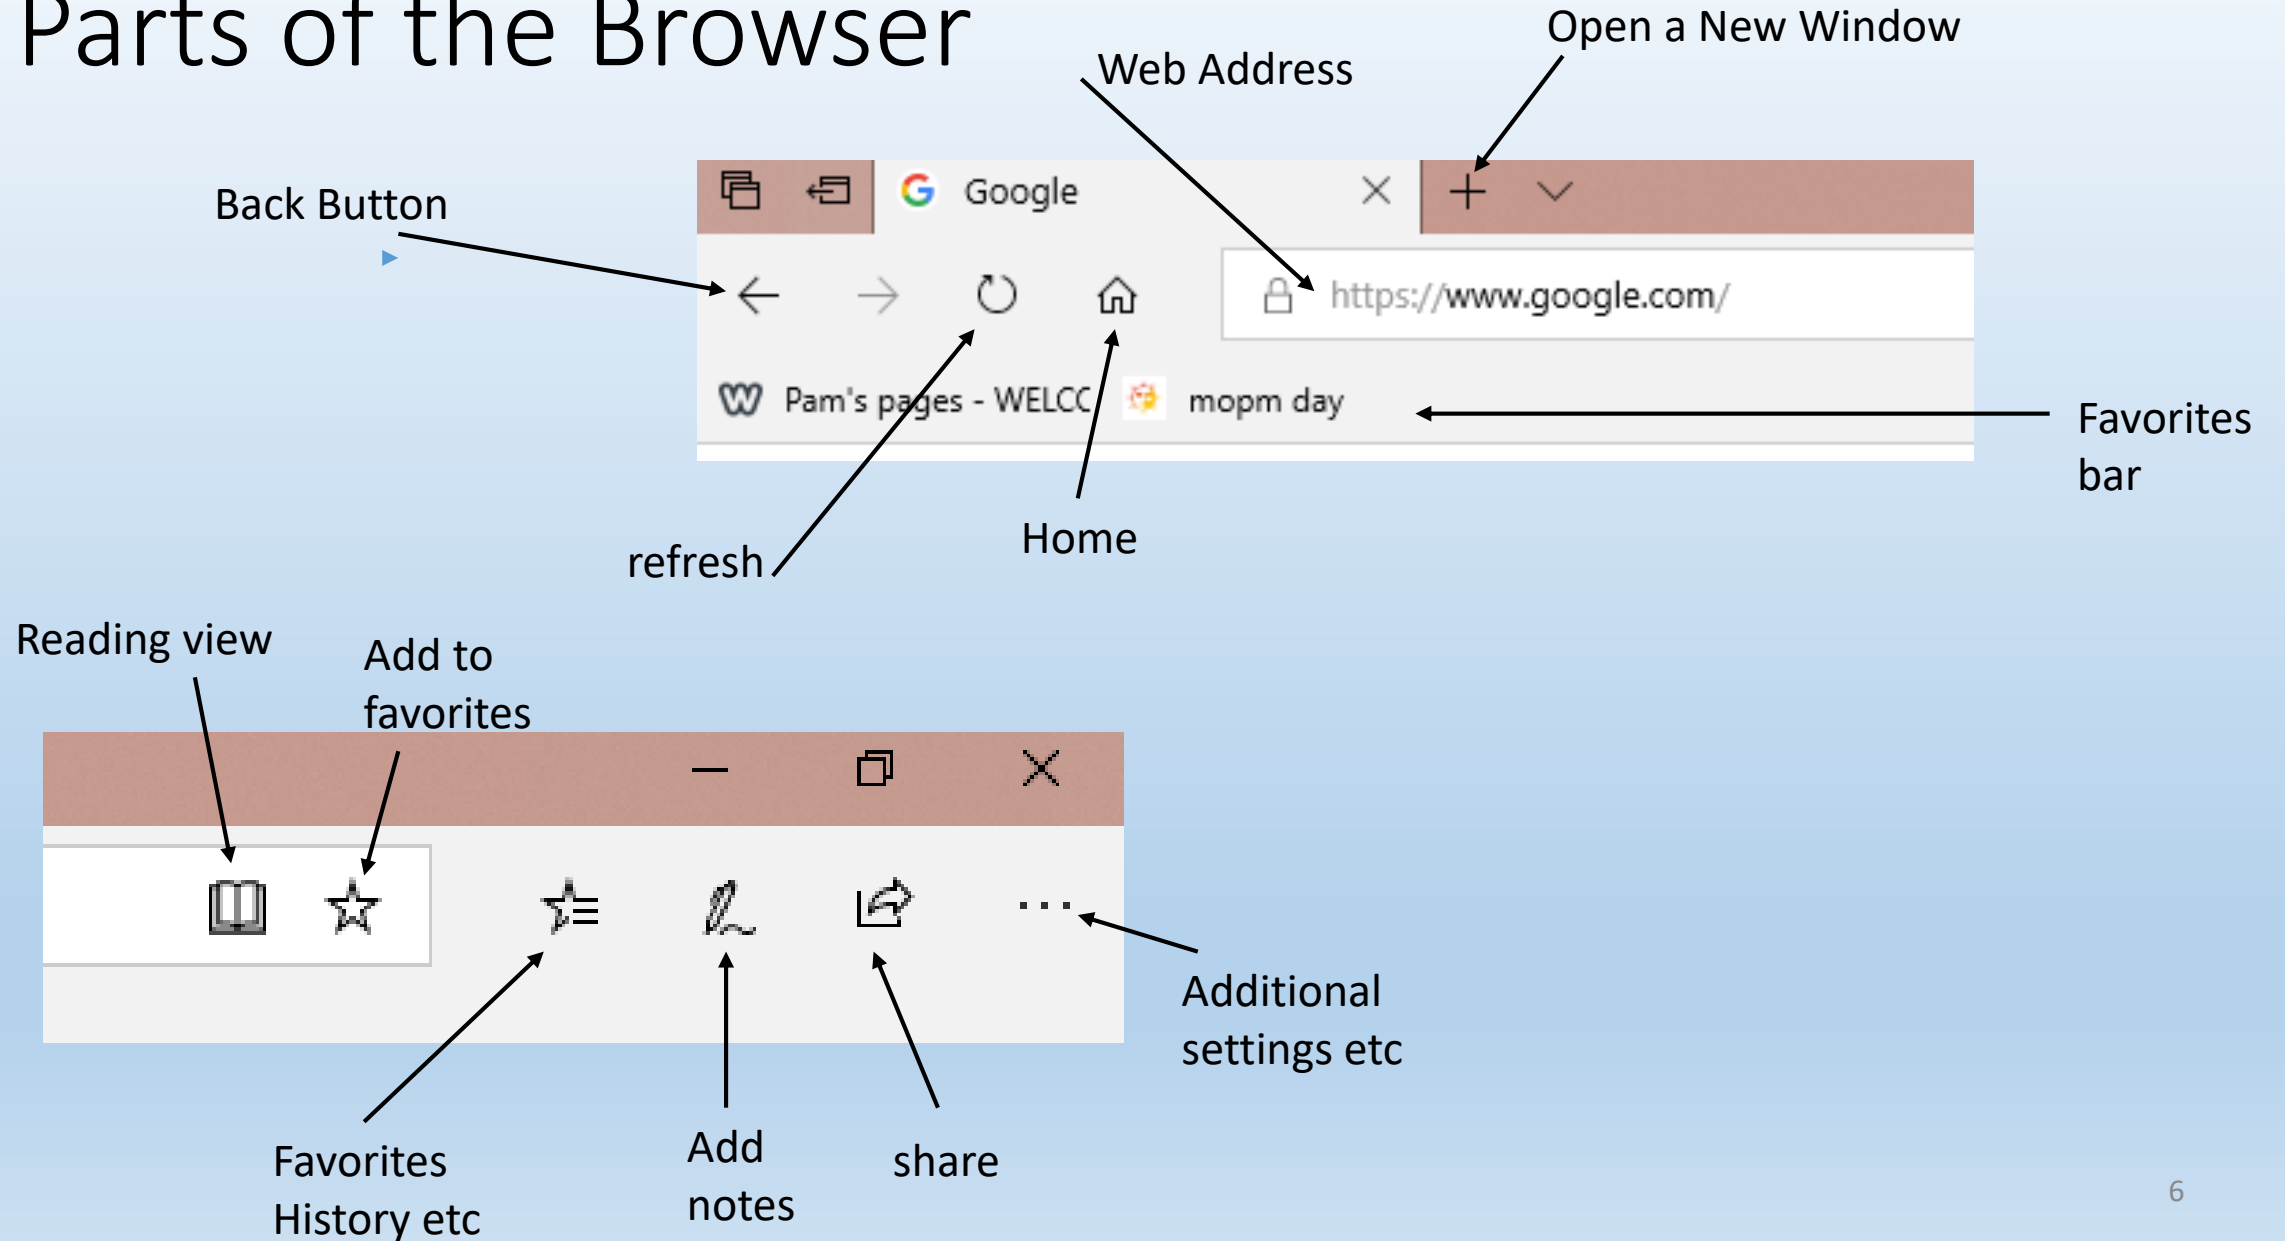 Parts of the Browser
Open a New Window
Web Address
Back Button
Google
https://www.google.com/
Pam's pages - WELCC
mopm day
Favorites
bar
refresh
Home
Reading view
Add to
favorites
Additional
settings etc
Favorites
History etc
Add
notes
share
6